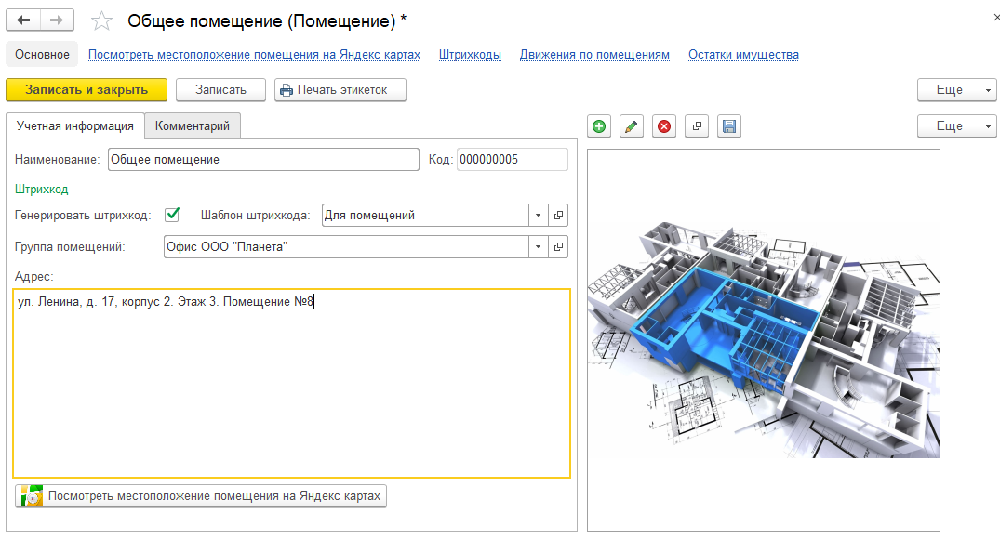 Общее помещение (Помещение) *
Основное Посмотреть местоположение помещения на Яндекс картах Штрихкоды Движения по помещениям Остатки имущества
Записать и закрыть Записать Печать этикеток Еще
Учетная информация Комментарий Еще
Наименование: Общее помещение Код: 000000005
Штрихкод
Генерировать штрихкод: Шаблон штрихкода: Для помещений
Группа помещений: Офис ООО "Планета"
Адрес:
ул. Ленина, д. 17, корпус 2. Этаж 3. Помещение №8
Посмотреть местоположение помещения на Яндекс картах